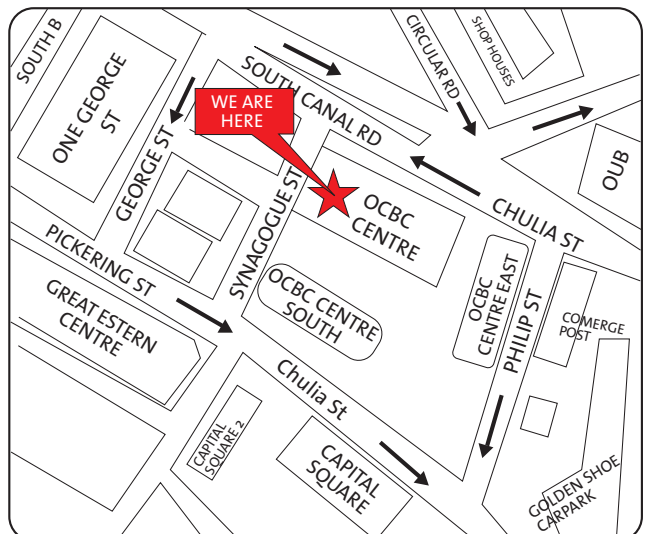 SOUTH B
ONE GEORGE
ST
GEORGE ST
WE ARE
HERE
SOUTH CANAL RD
CIRCULAR RD
SHOP HOUSES
OUB
OCBC
CENTRE
CHULIA ST
SYNAGOGUE ST
PICKERING ST
GREAT ESTERN
CENTRE
OCBC CENTRE
SOUTH
OCBC
CENTRE EAST
PHILIP ST
COMERGE
POST
Chulia St
CAPITAL
SQUARE 2
CAPITAL
SQUARE
GOLDEN SHOE
CARPARK